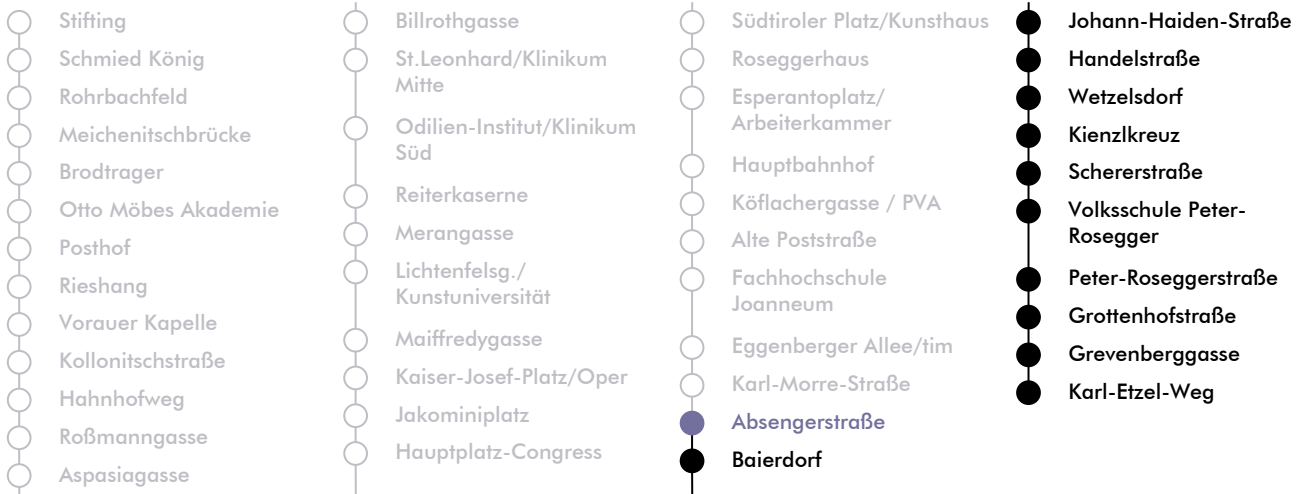 Stifting
Schmied König
Rohrbachfeld
Meichenitschbrücke
Brodtrager
Otto Möbes Akademie
Posthof
Rieshang
Vorauer Kapelle
Kollonitschstraße
Hahnhofweg
Roßmanngasse
Aspasiagasse
Billrothgasse
St.Leonhard/Klinikum
Mitte
Odilien-Institut/Klinikum
Süd
Reiterkaserne
Merangasse
Lichtenfelsg./
Kunstuniversität
Maiffredygasse
Kaiser-Josef-Platz/Oper
Jakominiplatz
Hauptplatz-Congress
Südtiroler Platz/Kunsthaus
Roseggerhaus
Esperantoplatz/
Arbeiterkammer
Hauptbahnhof
Köflachergasse / PVA
Alte Poststraße
Fachhochschule
Joanneum
Eggenberger Allee/tim
Karl-Morre-Straße
Absengerstraße
Baierdorf
Johann-Haiden-Straße
Handelstraße
Wetzelsdorf
Kienzlkreuz
Schererstraße
Volksschule Peter-
Rosegger
Peter-Roseggerstraße
Grottenhofstraße
Grevenberggasse
Karl-Etzel-Weg